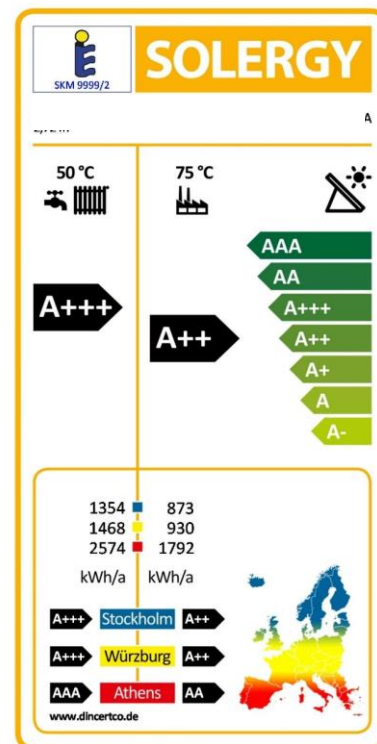 SOLERGY
SKM 9999/2
A
50 °C 75 °C
AAA
AA
A+++ A+++
A++ A++
A+
A
A-
1354 873
1468 930
2574 1792
kWh/a kWh/a
A+++ Stockholm A++
A+++ Würzburg A++
AAA Athens AA
www.dincertco.de